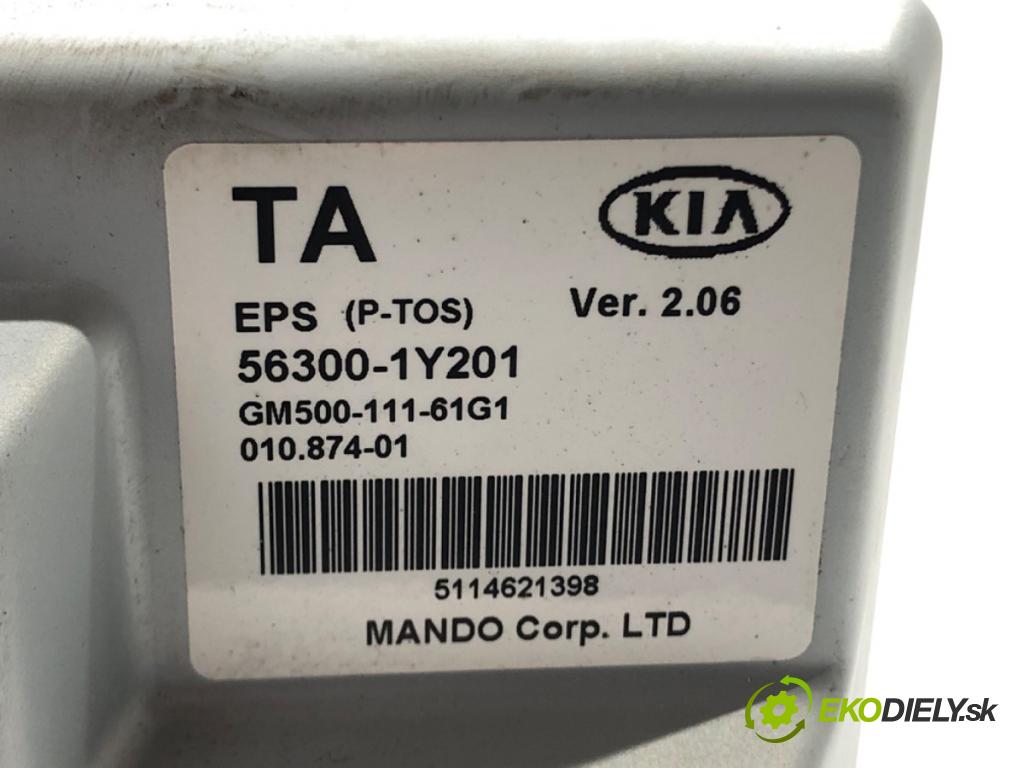 TA
KIA
EPS (P-TOS) Ver. 2.06
56300-1Y201
GM500-111-61G1
010.874-01
5114621398
MANDO Corp. LTD
EKODIELY.sk